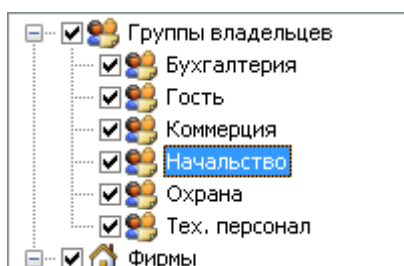 Группы владельцев
Бухгалтерия
Гость
Коммерция
Начальство
Охрана
Тех. персонал
Фирмы